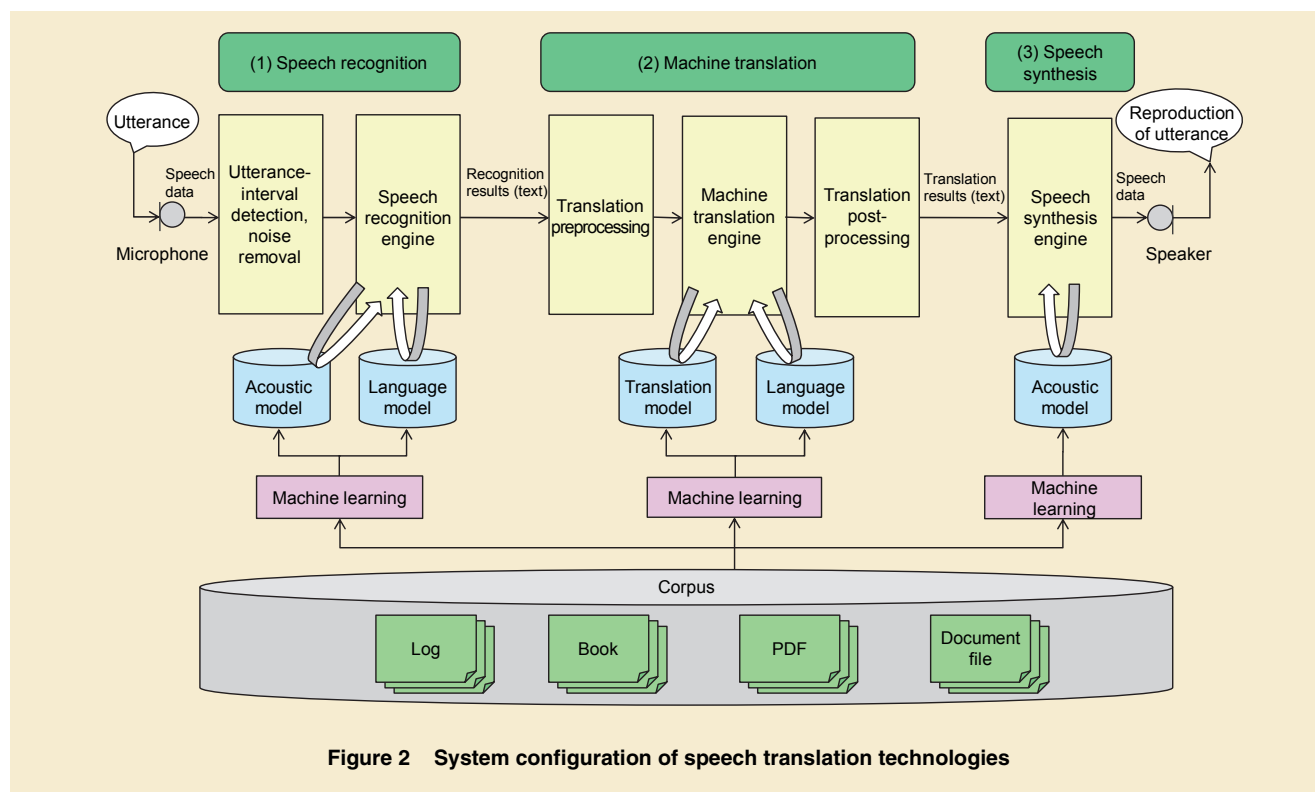 (1) Speech recognition
(2) Machine translation
(3) Speech
synthesis
Utterance
Speech
data
Microphone
Utterance-
interval
detection,
noise
removal
Speech
recognition
engine
Recognition
results (text)
Translation
preprocessing
Machine
translation
engine
Translation
post-
processing
Translation
results (text)
Speech
synthesis
engine
Speech
data
Speaker
Reproduction
of utterance
Acoustic
model
Language
model
Translation
model
Language
model
Acoustic
model
Machine learning
Machine learning
Machine
learning
Corpus
Log
Book
PDF
Document
file
Figure 2 System configuration of speech translation technologies